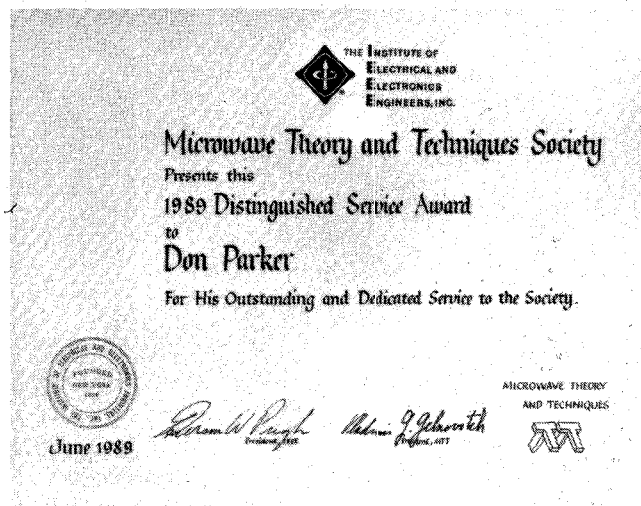 THE INSTITUTE OF
ELECTRICAL AND
ELECTRONICS
ENGINEERS, INC.
Microwave Theory and Techniques Society
Presents this
1989 Distinguished Service Award
to
Don Parker
For His Outstanding and Dedicated Service to the Society.
MICROWAVE THEORY
AND TECHNIQUES
June 1989